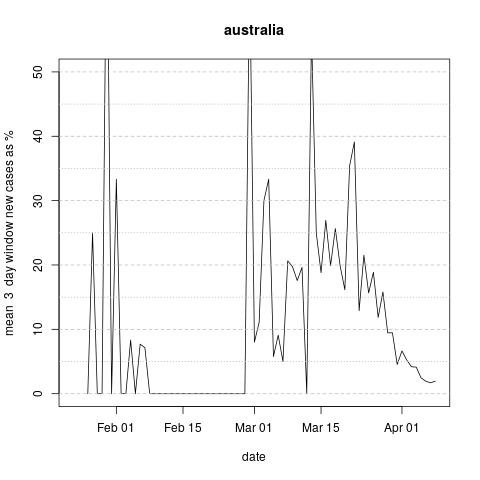 australia
mean 3 day window new cases as %
50
40
30
20
10
0
Feb 01
Feb 15
Mar 01
Mar 15
Apr 01
date